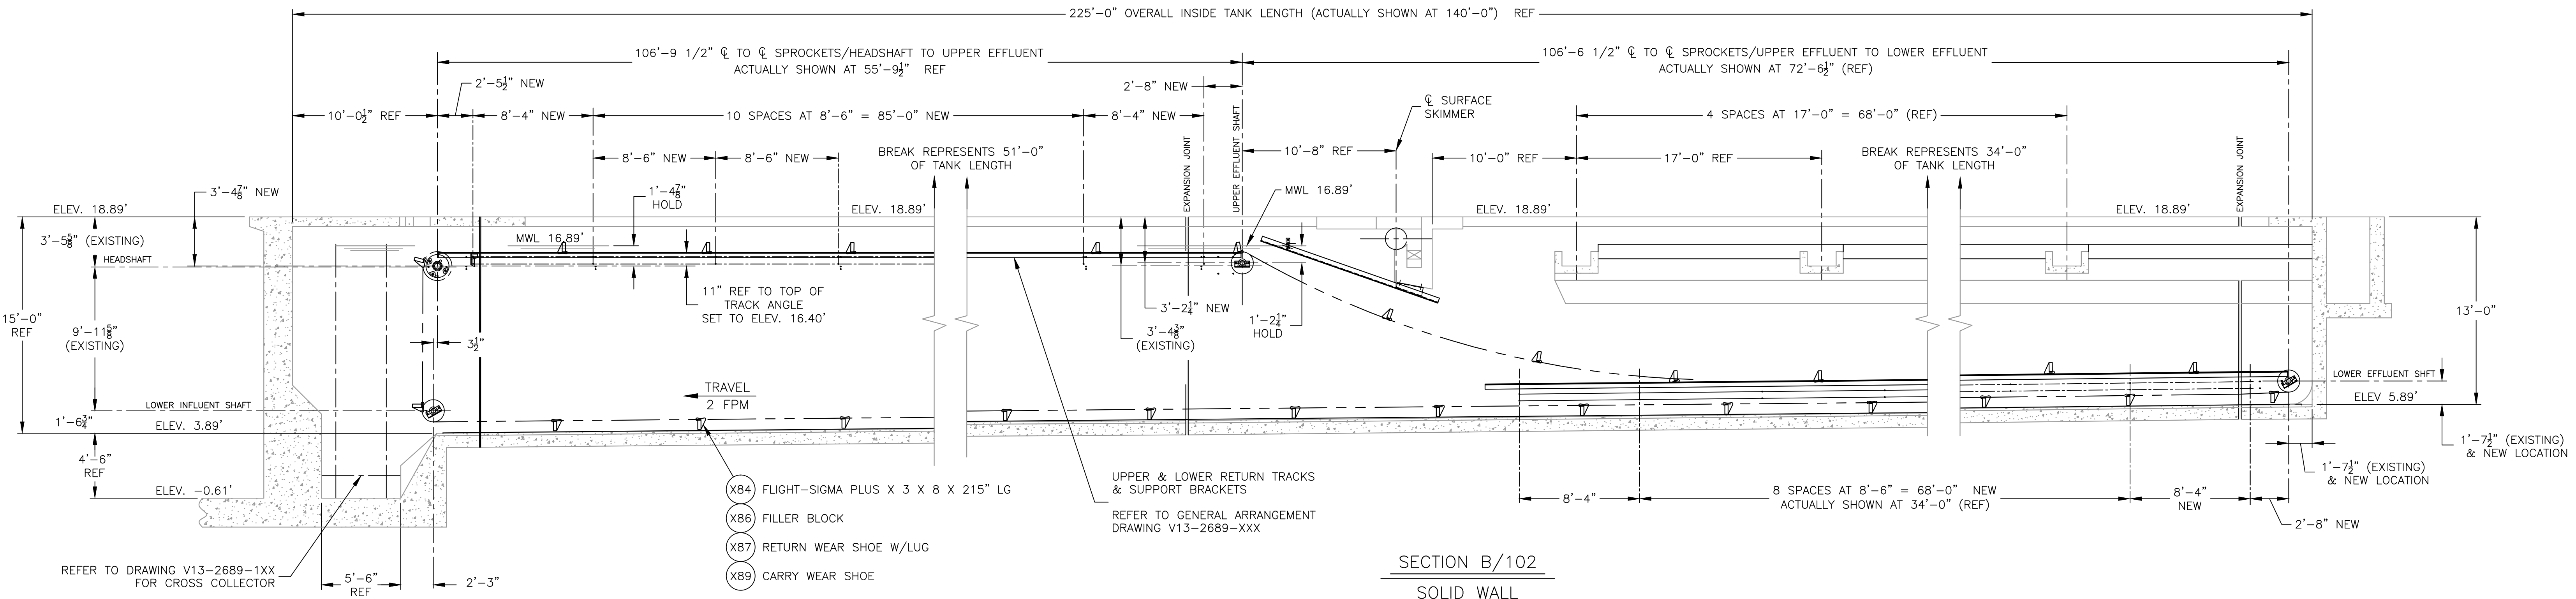 225'-0" OVERALL INSIDE TANK LENGTH (ACTUALLY SHOWN AT 140'-0") REF
106'-9 1/2" ℄ TO ℄ SPROCKETS/HEADSHAFT TO UPPER EFFLUENT
ACTUALLY SHOWN AT 55'-9½" REF
106'-6 1/2" ℄ TO ℄ SPROCKETS/UPPER EFFLUENT TO LOWER EFFLUENT
ACTUALLY SHOWN AT 72'-6½" (REF)
2'-5½" NEW
2'-8" NEW
10'-0½" REF
8'-4" NEW
10 SPACES AT 8'-6" = 85'-0" NEW
8'-4" NEW
℄ SURFACE
SKIMMER
4 SPACES AT 17'-0" = 68'-0" (REF)
8'-6" NEW
8'-6" NEW
BREAK REPRESENTS 51'-0"
OF TANK LENGTH
EXPANSION JOINT
UPPER EFFLUENT SHAFT
10'-8" REF
10'-0" REF
17'-0" REF
BREAK REPRESENTS 34'-0"
OF TANK LENGTH
EXPANSION JOINT
3'-4⅞" NEW
1'-4⅞"
HOLD
MWL 16.89'
ELEV. 18.89'
ELEV. 18.89'
ELEV. 18.89'
ELEV. 18.89'
3'-5⅝" (EXISTING)
MWL 16.89'
HEADSHAFT
11" REF TO TOP OF
TRACK ANGLE
SET TO ELEV. 16.40'
3'-2¼" NEW
3'-4⅜"
(EXISTING)
1'-2¼"
HOLD
15'-0"
REF
9'-11⅝"
(EXISTING)
3½"
13'-0"
TRAVEL
2 FPM
LOWER INFLUENT SHAFT
LOWER EFFLUENT SHFT
1'-6¾"
ELEV. 3.89'
ELEV 5.89'
4'-6"
REF
ELEV. -0.61'
1'-7½" (EXISTING)
& NEW LOCATION
1'-7½" (EXISTING)
& NEW LOCATION
X84 FLIGHT-SIGMA PLUS X 3 X 8 X 215" LG
X86 FILLER BLOCK
X87 RETURN WEAR SHOE W/LUG
X89 CARRY WEAR SHOE
UPPER & LOWER RETURN TRACKS
& SUPPORT BRACKETS
REFER TO GENERAL ARRANGEMENT
DRAWING V13-2689-XXX
8'-4"
8 SPACES AT 8'-6" = 68'-0" NEW
ACTUALLY SHOWN AT 34'-0" (REF)
8'-4"
NEW
2'-8" NEW
REFER TO DRAWING V13-2689-1XX
FOR CROSS COLLECTOR
5'-6"
REF
2'-3"
SECTION B/102
SOLID WALL